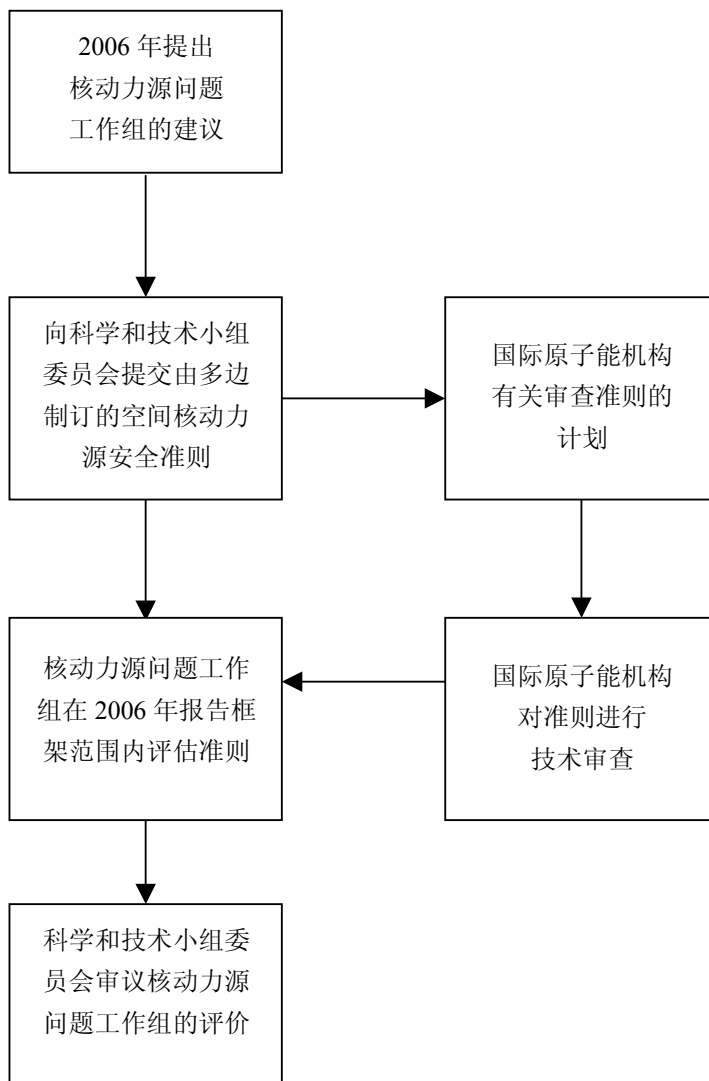 2006 年提出
核动力源问题
工作组的建议
向科学和技术小组
委员会提交由多边
制订的空间核动力
源安全准则
国际原子能机构
有关审查准则的
计划
核动力源问题工作
组在 2006 年报告框
架范围内评估准则
国际原子能机构
对准则进行
技术审查
科学和技术小组委
员会审议核动力源
问题工作组的评价